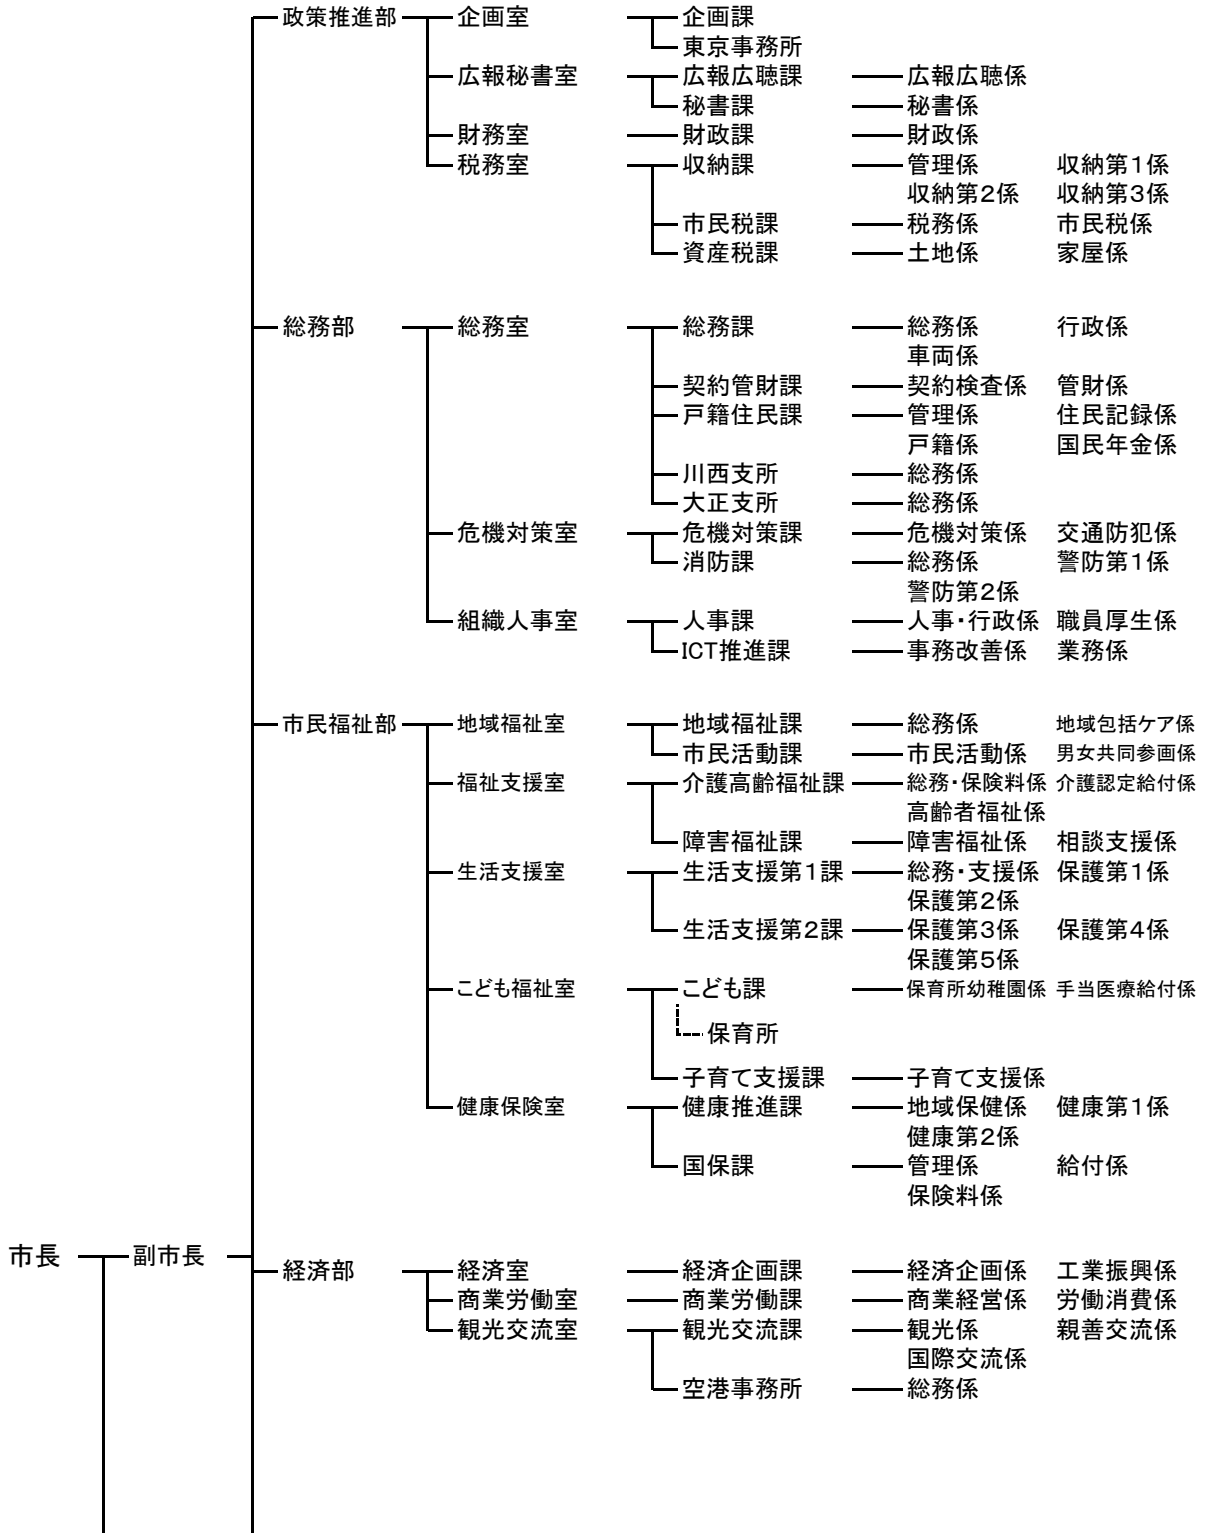 政策推進部 企画室 企画課
東京事務所
広報秘書室 広報広聴課 広報広聴係
秘書課 秘書係
財務室 財政課 財政係
税務室 収納課 管理係 収納第1係
収納第2係 収納第3係
市民税課 税務係 市民税係
資産税課 土地係 家屋係
総務部 総務室 総務課 総務係 行政係
車両係
契約管財課 契約検査係 管財係
戸籍住民課 管理係 住民記録係
戸籍係 国民年金係
川西支所 総務係
大正支所 総務係
危機対策室 危機対策課 危機対策係 交通防犯係
消防課 総務係 警防第1係
警防第2係
組織人事室 人事課 人事・行政係 職員厚生係
ICT推進課 事務改善係 業務係
市民福祉部 地域福祉室 地域福祉課 総務係 地域包括ケア係
市民活動課 市民活動係 男女共同参画係
福祉支援室 介護高齢福祉課 総務・保険料係 介護認定給付係
高齢者福祉係
障害福祉課 障害福祉係 相談支援係
生活支援室 生活支援第1課 総務・支援係 保護第1係
保護第2係
生活支援第2課 保護第3係 保護第4係
保護第5係
こども福祉室 こども課 保育所幼稚園係 手当医療給付係
保育所
子育て支援課 子育て支援係
健康保険室 健康推進課 地域保健係 健康第1係
健康第2係
国保課 管理係 給付係
保険料係
市長 副市長
経済部 経済室 経済企画課 経済企画係 工業振興係
商業労働室 商業労働課 商業経営係 労働消費係
観光交流室 観光交流課 観光係 親善交流係
国際交流係
空港事務所 総務係